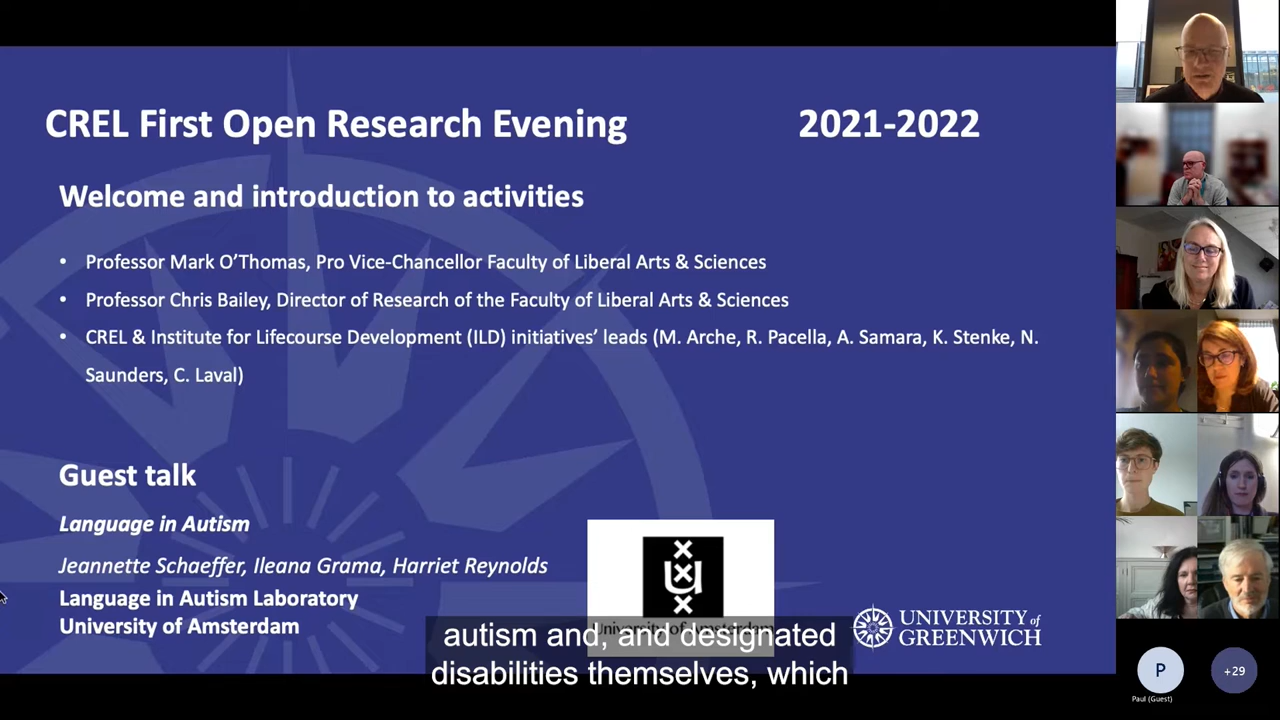 CREL First Open Research Evening 2021-2022
Welcome and introduction to activities
• Professor Mark O'Thomas, Pro Vice-Chancellor Faculty of Liberal Arts & Sciences
• Professor Chris Bailey, Director of Research of the Faculty of Liberal Arts & Sciences
• CREL & Institute for Lifecourse Development (ILD) initiatives' leads (M. Arche, R. Pacella, A. Samara, K. Stenke, N.
Saunders, C. Laval)
Guest talk
Language in Autism
Jeannette Schaeffer, Ileana Grama, Harriet Reynolds
Language in Autism Laboratory
University of Amsterdam
University of Amsterdam
UNIVERSITY of
GREENWICH
autism and, and designated
disabilities themselves, which
P
+29
Paul (Guest)